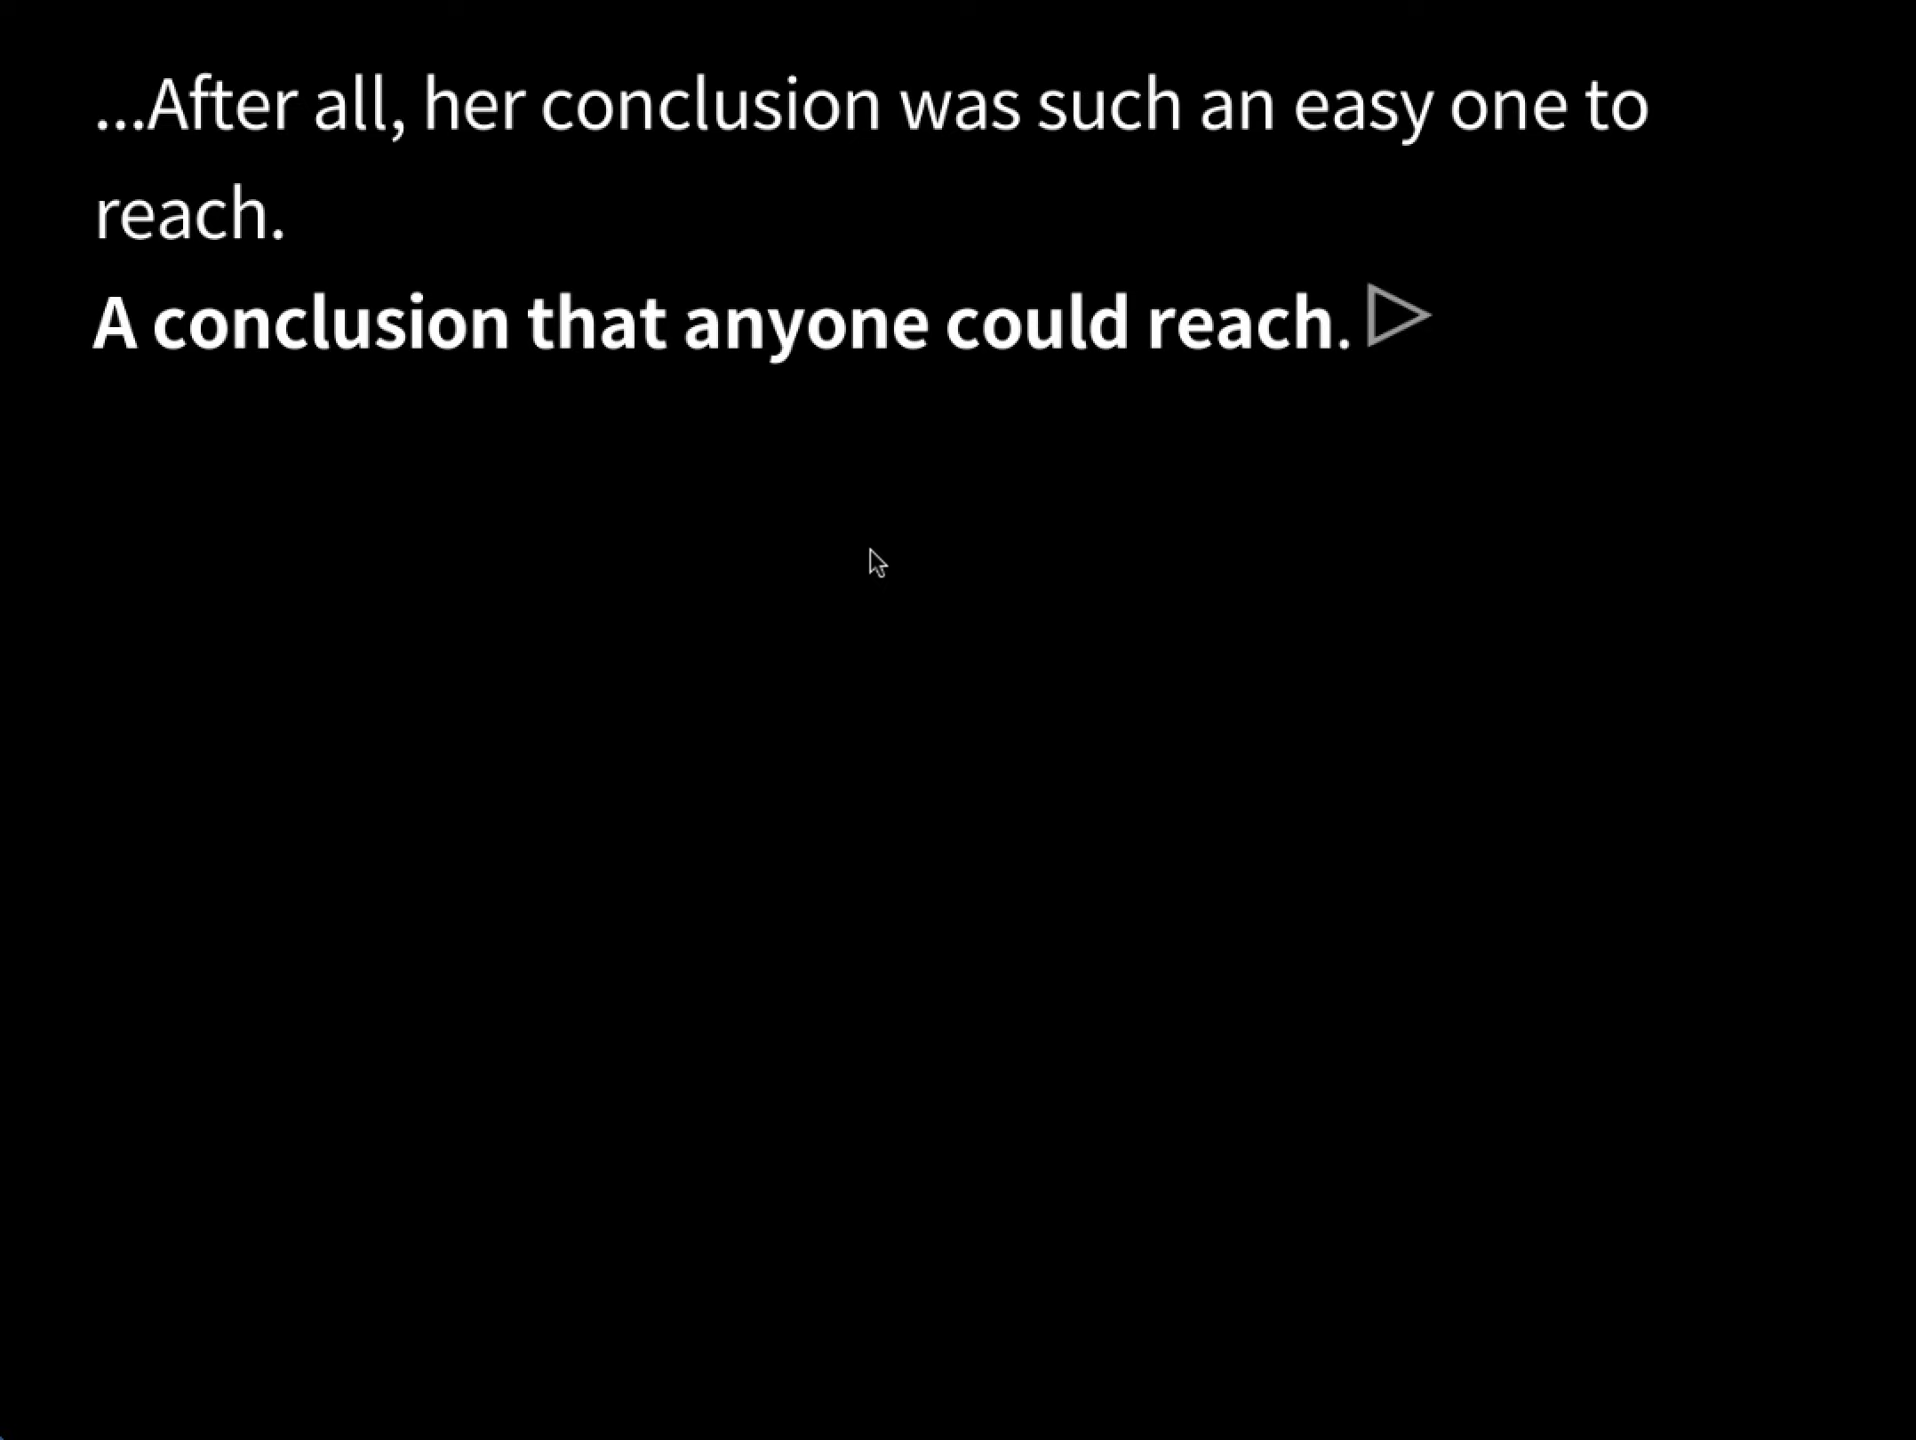 ...After all, her conclusion was such an easy one to
reach.
A conclusion that anyone could reach.